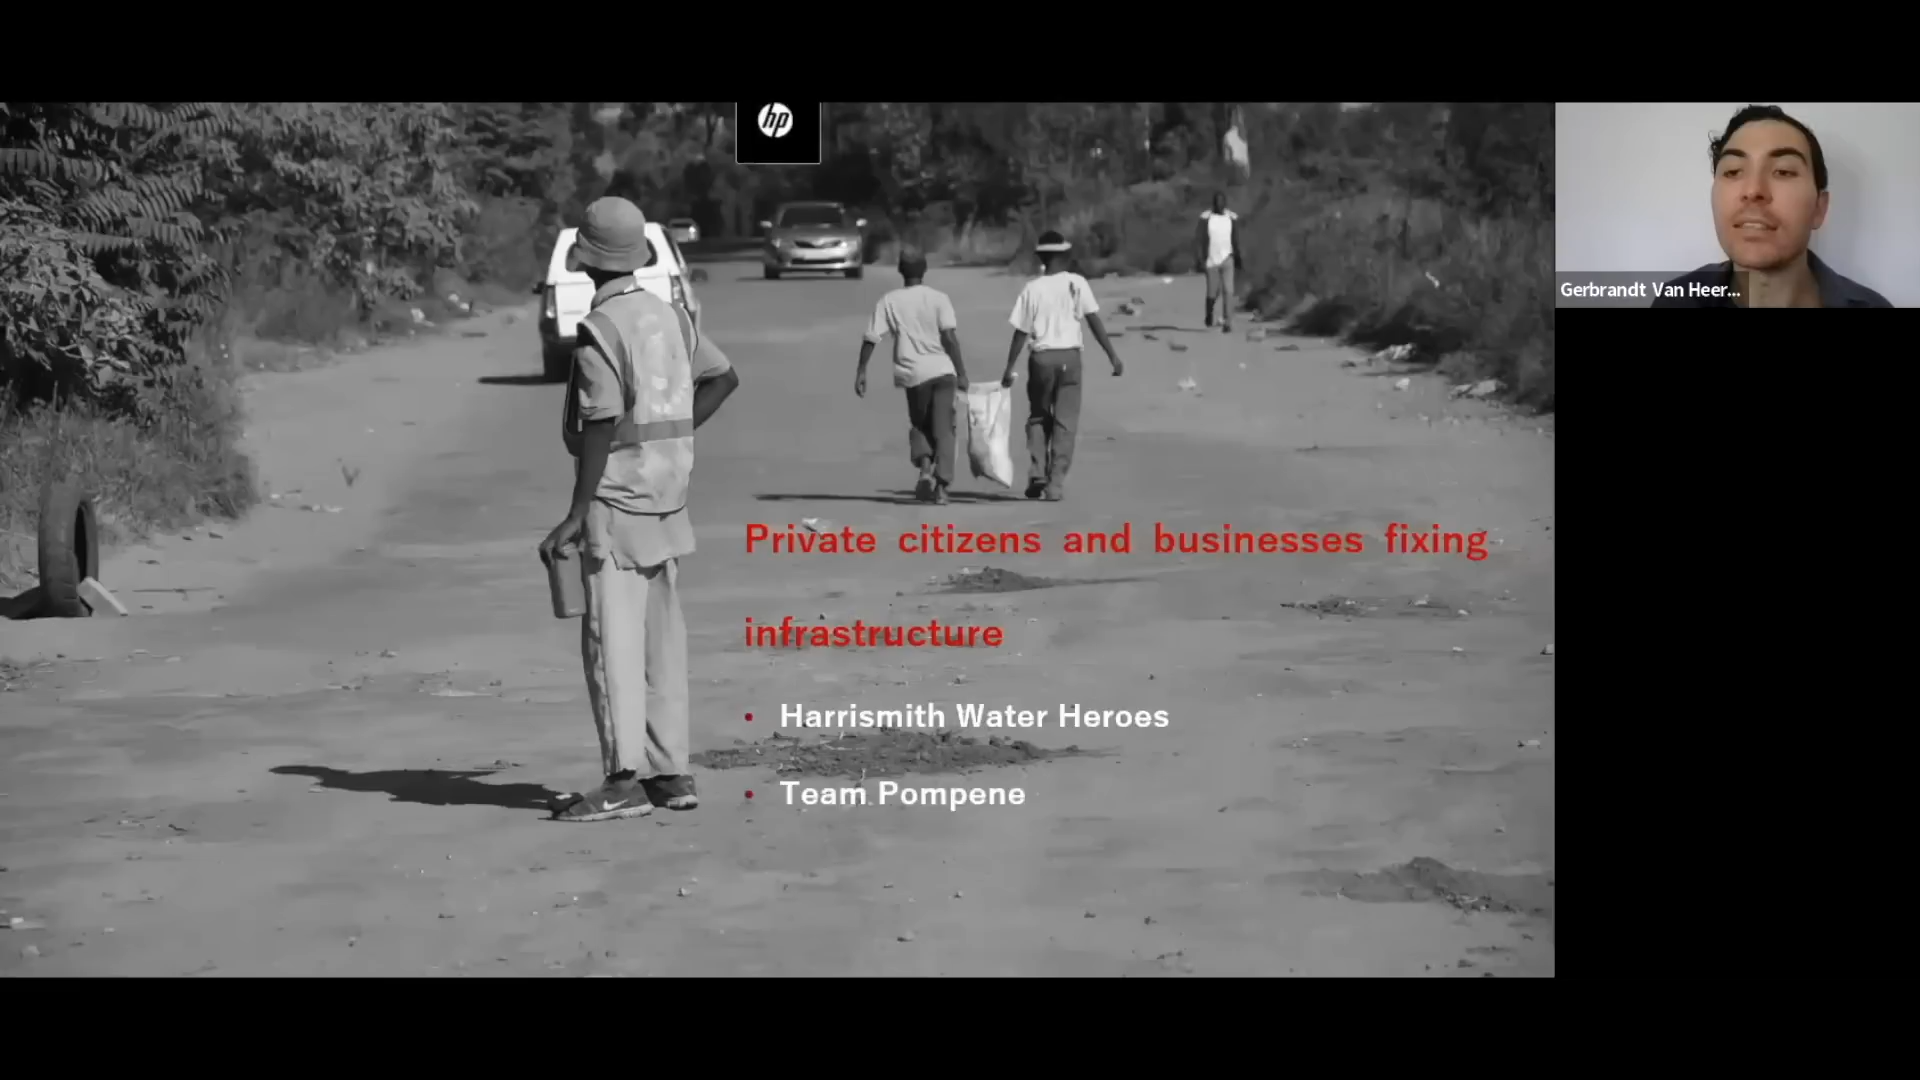 hp
Gerbrandt Van Heer...
Private citizens and businesses fixing
infrastructure
• Harrismith Water Heroes
• Team Pompene